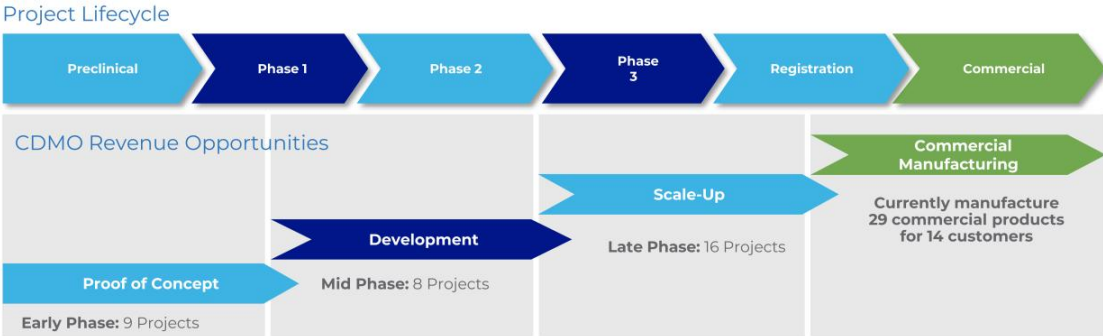 Project Lifecycle
Preclinical
Phase 1
Phase 2
Phase
3
Registration
Commercial
CDMO Revenue Opportunities
Commercial
Manufacturing
Currently manufacture
29 commercial products
for 14 customers
Scale-Up
Late Phase: 16 Projects
Development
Mid Phase: 8 Projects
Proof of Concept
Early Phase: 9 Projects